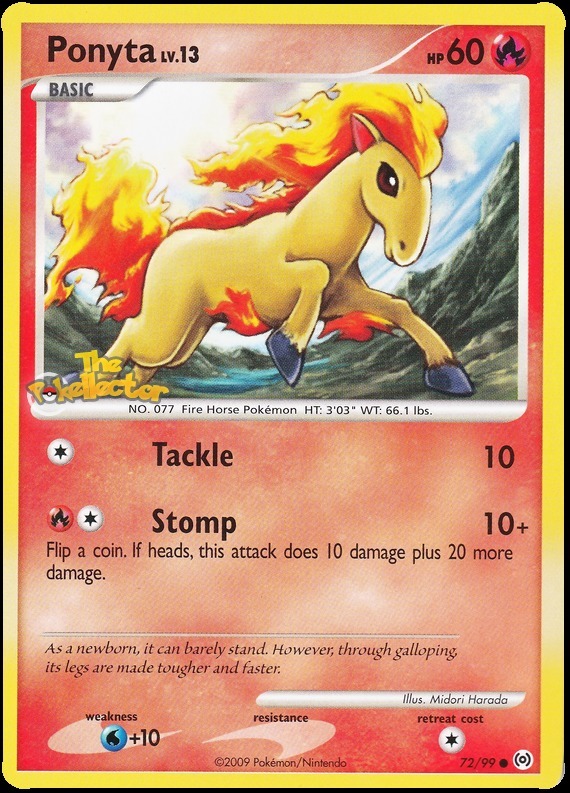 Ponyta LV.13
HP 60
BASIC
The
Pokellector
NO. 077 Fire Horse Pokémon HT: 3'03" WT: 66.1 lbs.
Tackle 10
Stomp 10+
Flip a coin. If heads, this attack does 10 damage plus 20 more
damage.
As a newborn, it can barely stand. However, through galloping,
its legs are made tougher and faster.
Illus. Midori Harada
weakness resistance retreat cost
+10
©2009 Pokémon/Nintendo
72/99